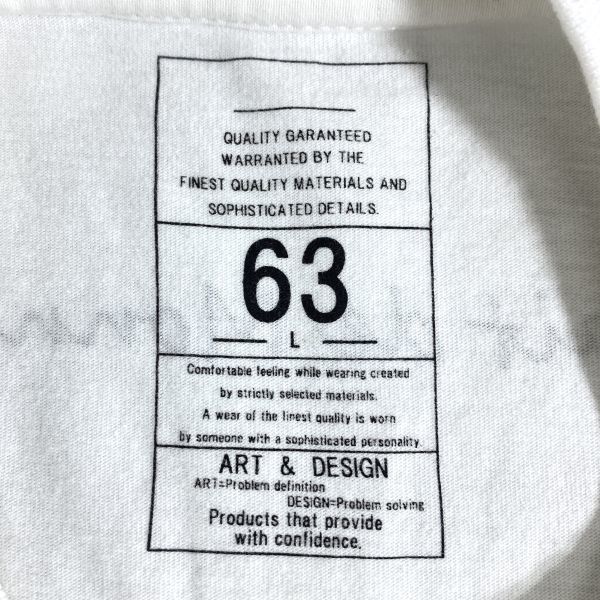 QUALITY GARANTEED
WARRANTED BY THE
FINEST QUALITY MATERIALS AND
SOPHISTICATED DETAILS.
63
L
Comfortable feeling while wearing created
by strictly selected materials.
A wear of the finest quality is worn
by someone with a sophisticated personality.
ART & DESIGN
ART=Problem definition
DESIGN=Problem solving
Products that provide
with confidence.